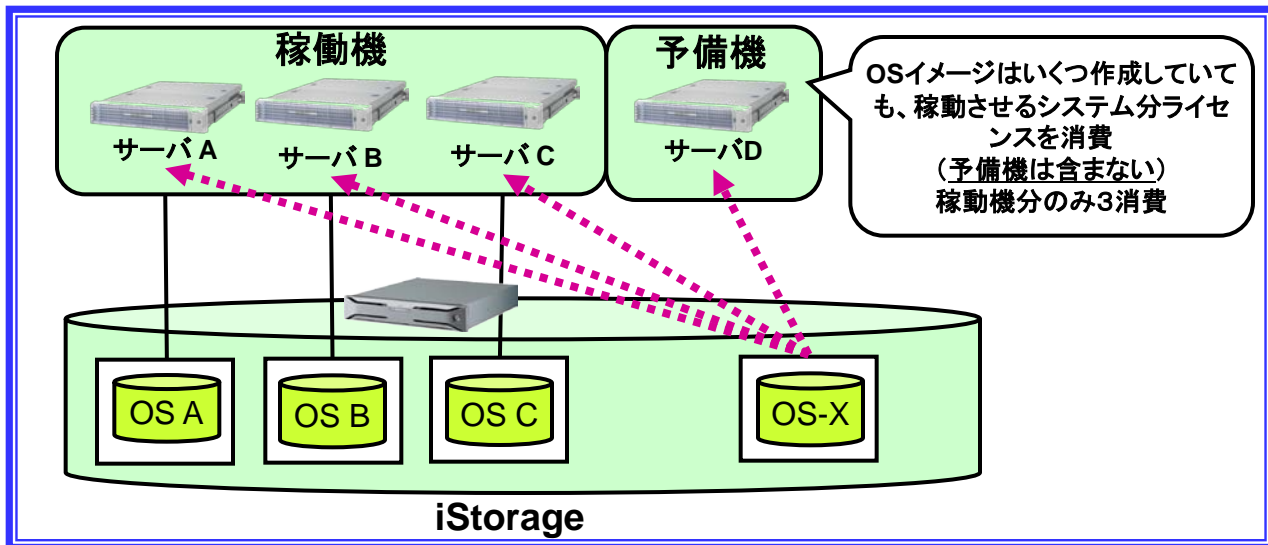 稼働機
予備機
サーバ A
サーバ B
サーバ C
サーバD
OSイメージはいくつ作成していて
も、稼動させるシステム分ライセ
ンスを消費
(予備機は含まない)
稼動機分のみ3消費
OS A
OS B
OS C
OS-X
iStorage